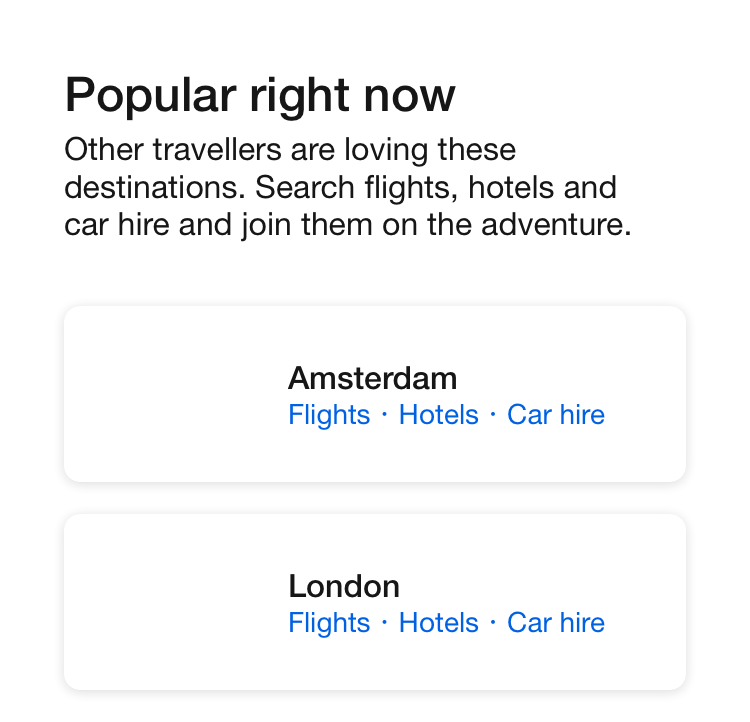 Popular right now
Other travellers are loving these
destinations. Search flights, hotels and
car hire and join them on the adventure.
Amsterdam
Flights · Hotels · Car hire
London
Flights · Hotels · Car hire